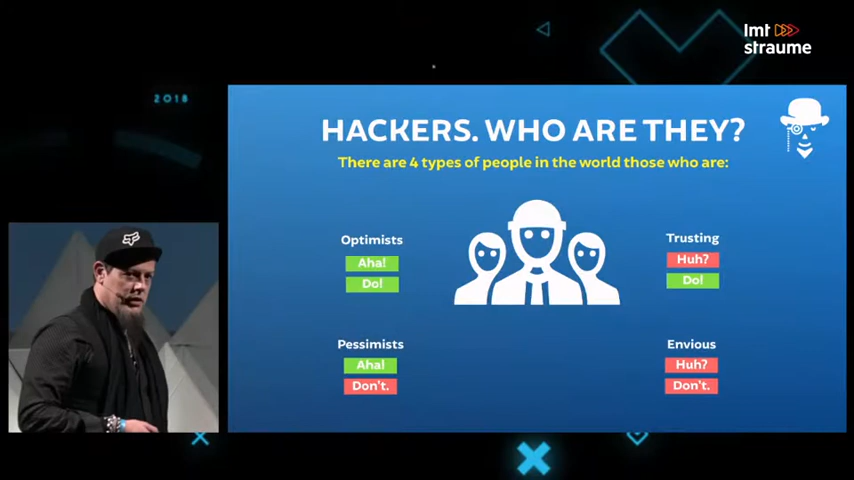 lmt
straume
2018
HACKERS. WHO ARE THEY?
There are 4 types of people in the world those who are:
Optimists
Aha!
Do!
Trusting
Huh?
Do!
Pessimists
Aha!
Don't.
Envious
Huh?
Don't.